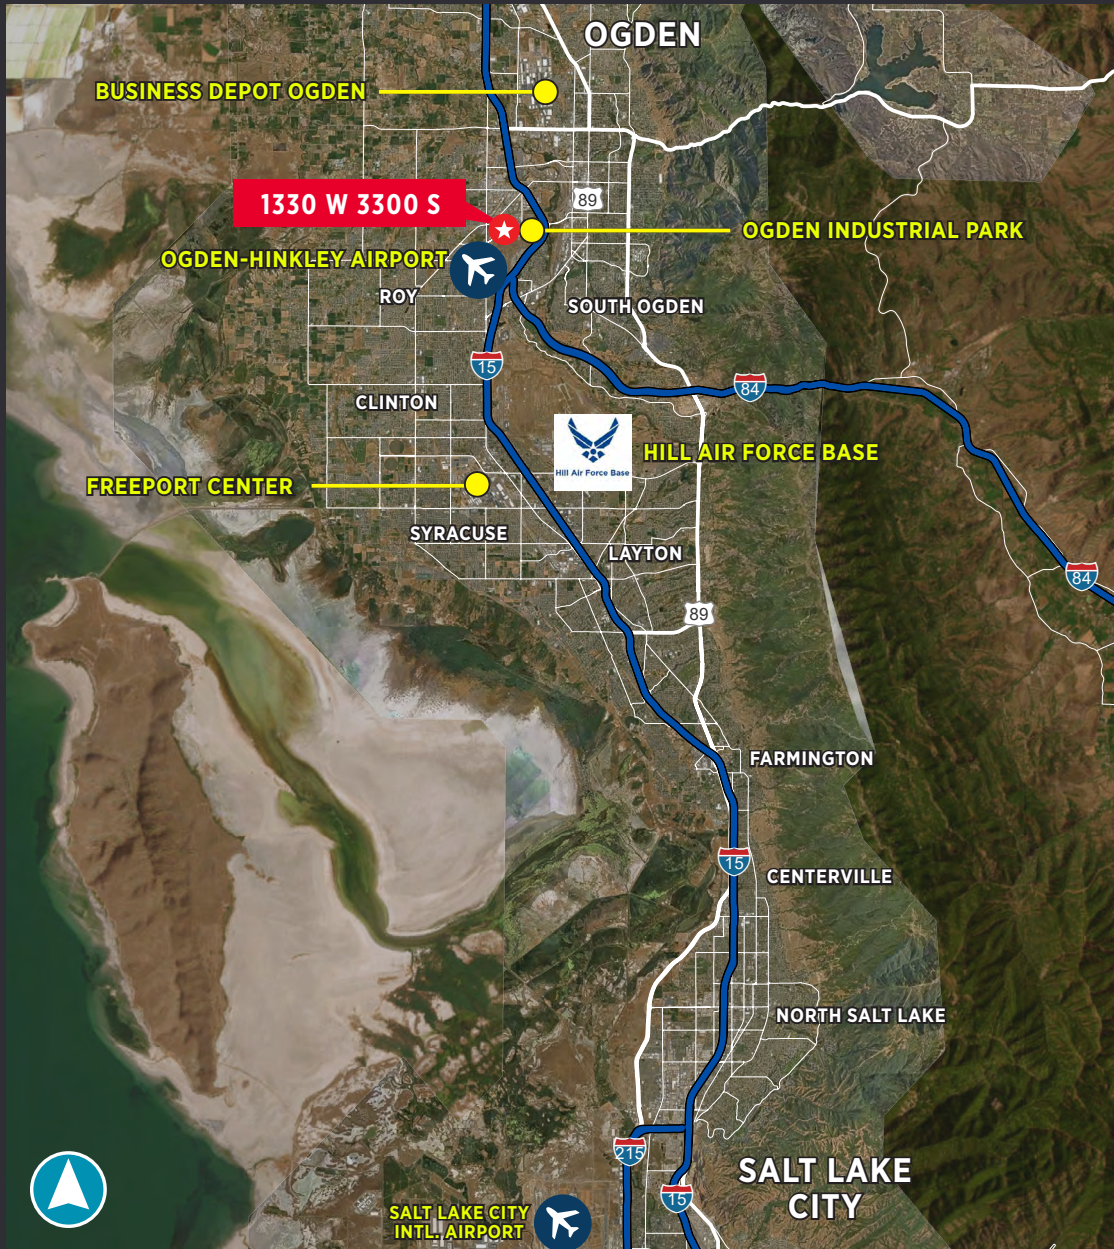 OGDEN
BUSINESS DEPOT OGDEN
89
1330 W 3300 S
OGDEN INDUSTRIAL PARK
OGDEN-HINKLEY AIRPORT
ROY
SOUTH OGDEN
15
84
CLINTON
HILL AIR FORCE BASE
Hill Air Force Base
FREEPORT CENTER
SYRACUSE
LAYTON
84
89
FARMINGTON
15
CENTERVILLE
NORTH SALT LAKE
215
SALT LAKE
CITY
15
SALT LAKE CITY
INTL. AIRPORT